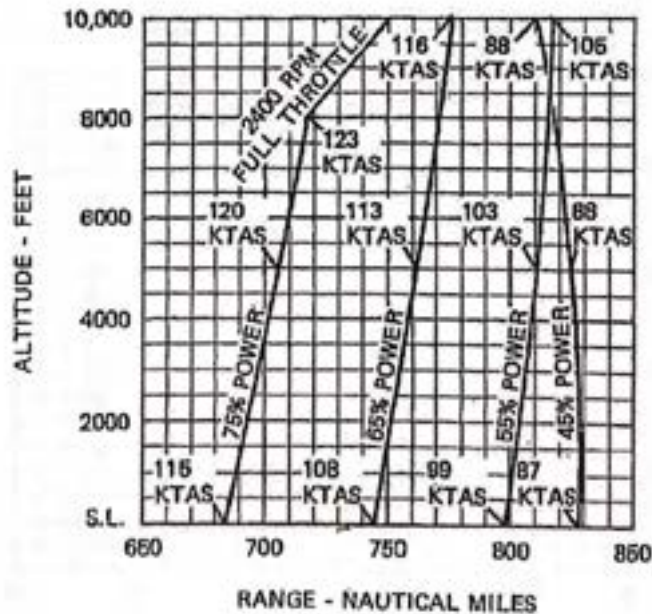 10,000
116
KTAS
88
KTAS
106
KTAS
2400 RPM
FULL THROTTLE
8000
123
KTAS
6000
120
KTAS
113
KTAS
103
KTAS
88
KTAS
ALTITUDE - FEET
4000
75% POWER
65% POWER
55% POWER
45% POWER
2000
115
KTAS
108
KTAS
99
KTAS
87
KTAS
S.L.
650
700
750
800
850
RANGE - NAUTICAL MILES